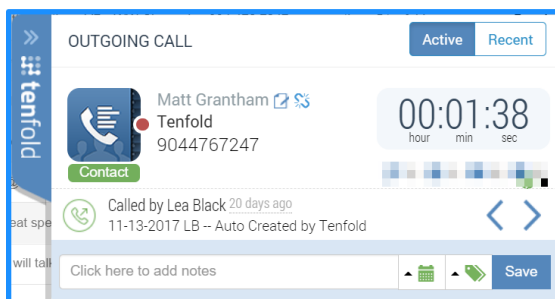 OUTGOING CALL
Active
Recent
tenfold
Matt Grantham
Tenfold
9044767247
Contact
00:01:38
hour min sec
Called by Lea Black 20 days ago
11-13-2017 LB -- Auto Created by Tenfold
eat spe
will talk
Click here to add notes
Save